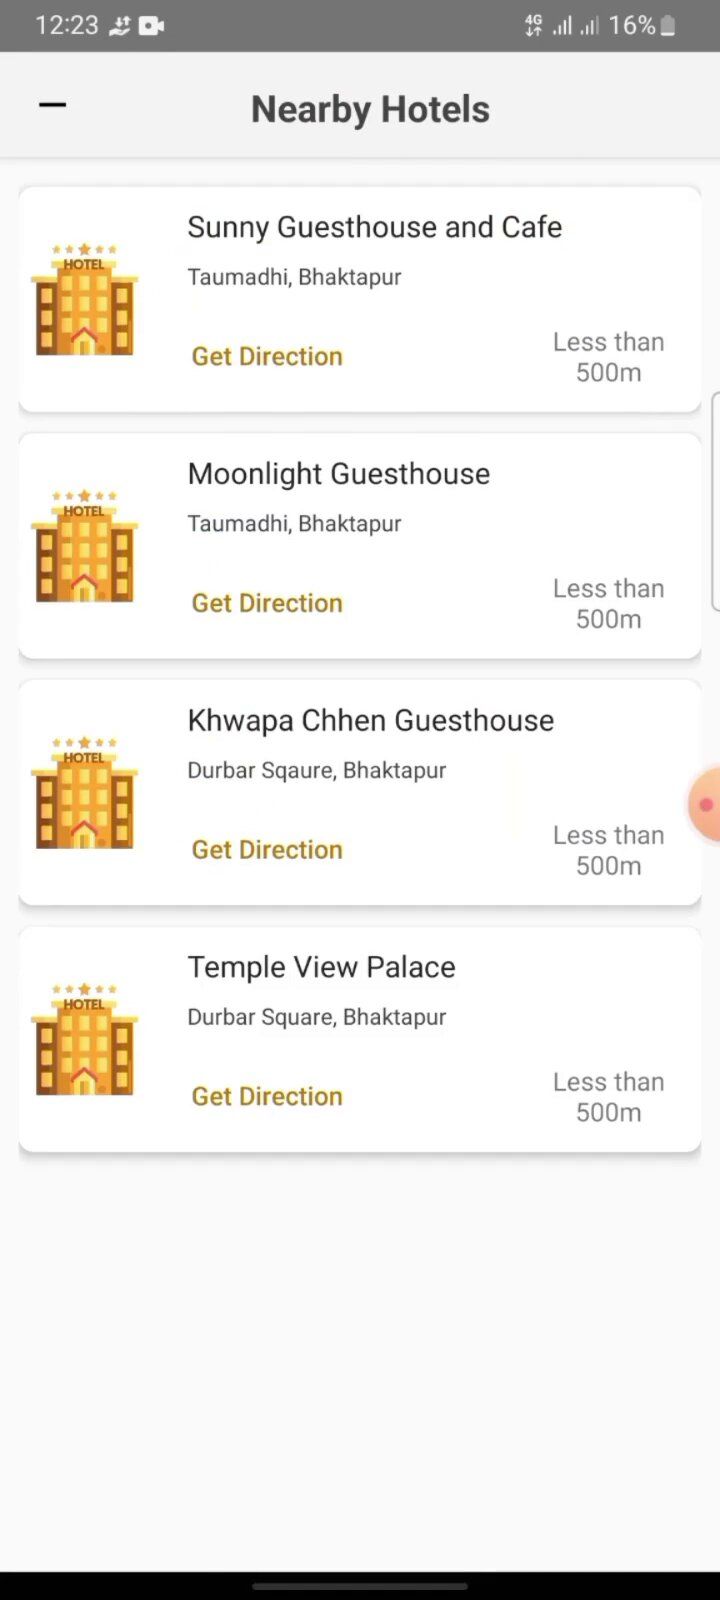 12:23 4G 16%
Nearby Hotels
Sunny Guesthouse and Cafe
HOTEL
Taumadhi, Bhaktapur
Get Direction
Less than
500m
Moonlight Guesthouse
HOTEL
Taumadhi, Bhaktapur
Get Direction
Less than
500m
Khwapa Chhen Guesthouse
HOTEL
Durbar Sqaure, Bhaktapur
Get Direction
Less than
500m
Temple View Palace
HOTEL
Durbar Square, Bhaktapur
Get Direction
Less than
500m